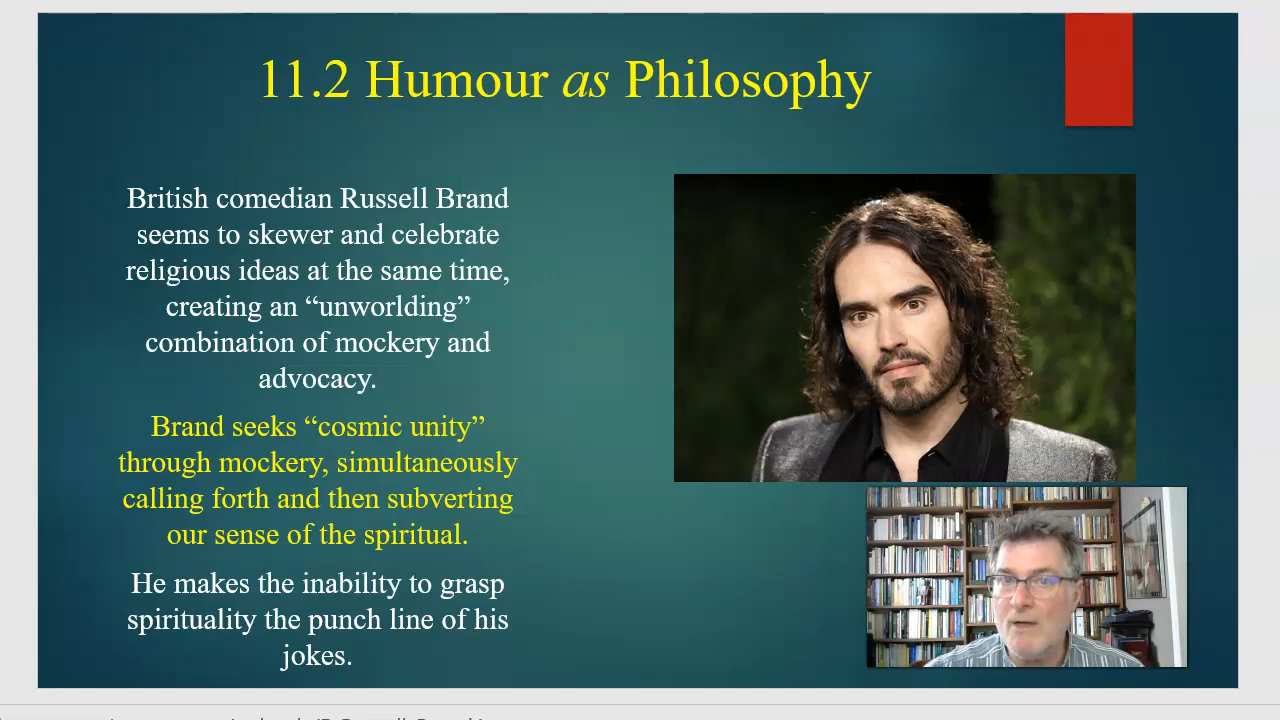 11.2 Humour as Philosophy
British comedian Russell Brand
seems to skewer and celebrate
religious ideas at the same time,
creating an “unworlding”
combination of mockery and
advocacy.
Brand seeks “cosmic unity”
through mockery, simultaneously
calling forth and then subverting
our sense of the spiritual.
He makes the inability to grasp
spirituality the punch line of his
jokes.